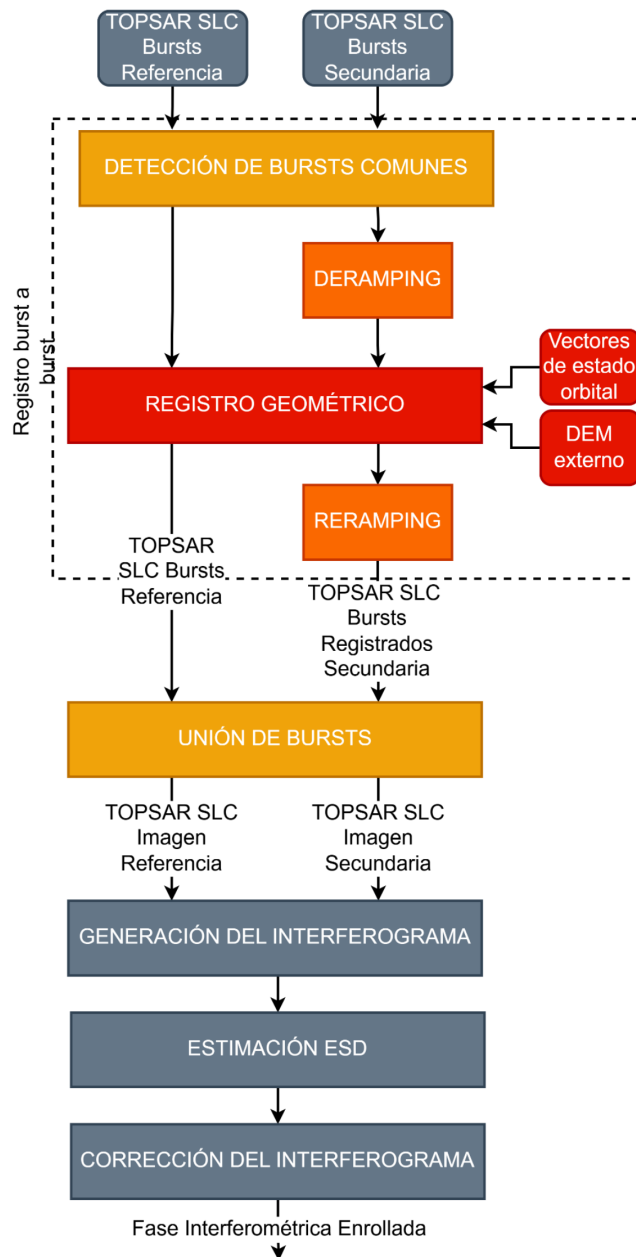 TOPSAR SLC
Bursts
Referencia
TOPSAR SLC
Bursts
Secundaria
DETECCIÓN DE BURSTS COMUNES
DERAMPING
Registro burst a
burst
Vectores
de estado
orbital
REGISTRO GEOMÉTRICO
DEM
externo
RERAMPING
TOPSAR
SLC Bursts
Referencia
TOPSAR SLC
Bursts
Registrados
Secundaria
UNIÓN DE BURSTS
TOPSAR SLC
Imagen
Referencia
TOPSAR SLC
Imagen
Secundaria
GENERACIÓN DEL INTERFEROGRAMA
ESTIMACIÓN ESD
CORRECCIÓN DEL INTERFEROGRAMA
Fase Interferométrica Enrollada